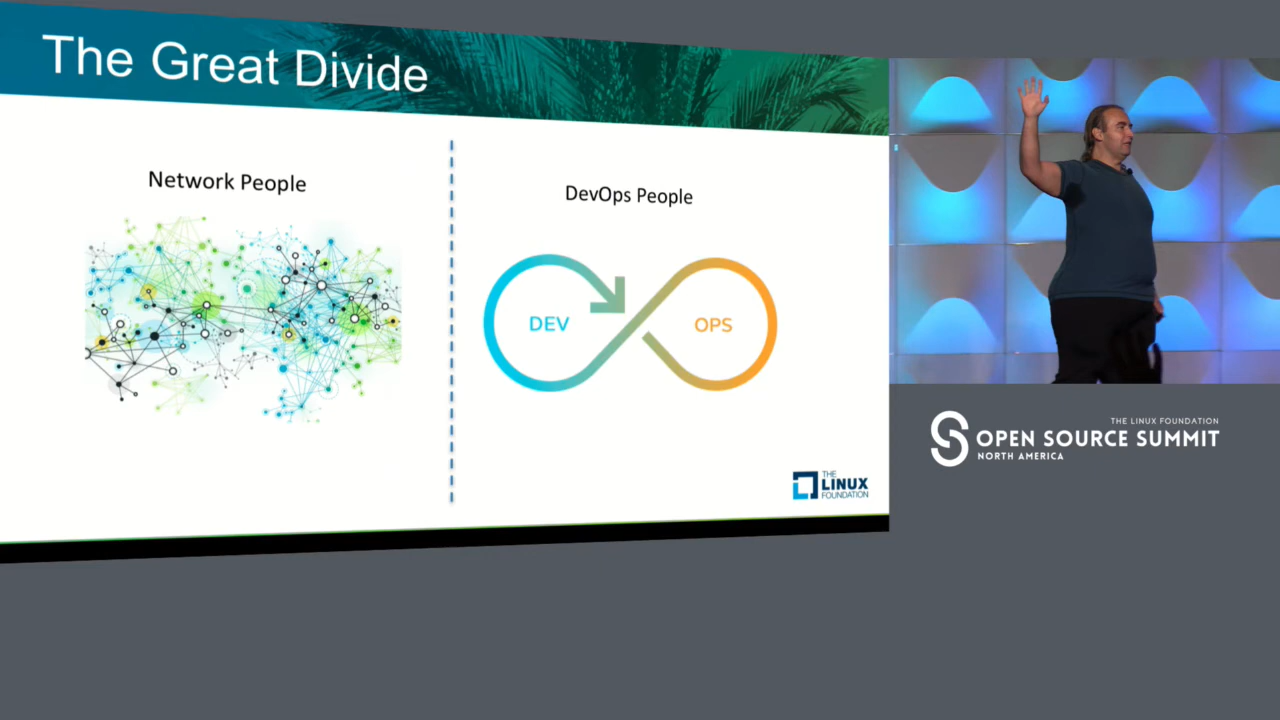 The Great Divide
Network People
DevOps People
DEV
OPS
THE
LINUX
FOUNDATION
THE LINUX FOUNDATION
OPEN SOURCE SUMMIT
NORTH AMERICA